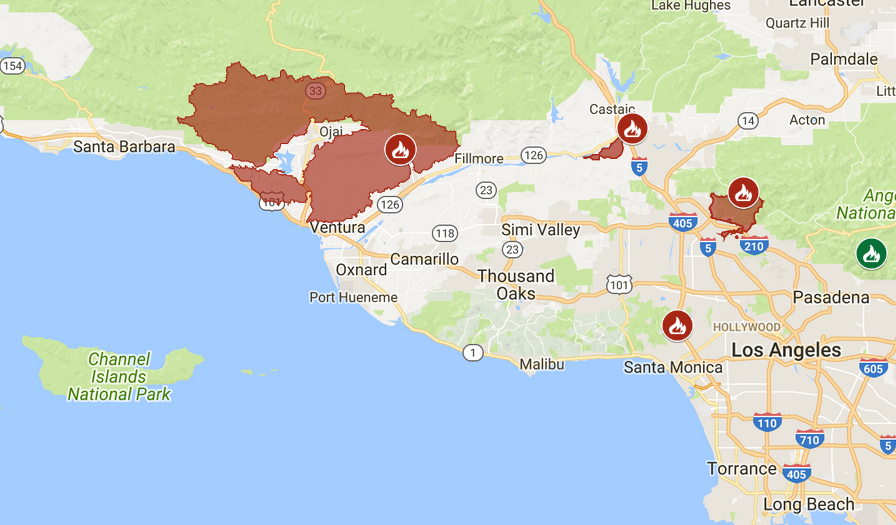 Lake Hughes
Lancaster
Quartz Hill
154
Palmdale
33
Litt
Castaic
14
Acton
Ojai
Santa Barbara
Fillmore
126
5
23
Ange
Nationa
101
126
405
Ventura
118
Simi Valley
5
210
23
Oxnard
Camarillo
Thousand
Oaks
101
Port Hueneme
Pasadena
HOLLYWOOD
1
Los Angeles
Channel
Islands
National Park
Malibu
Santa Monica
605
110
710
5
Torrance
405
Long Beach